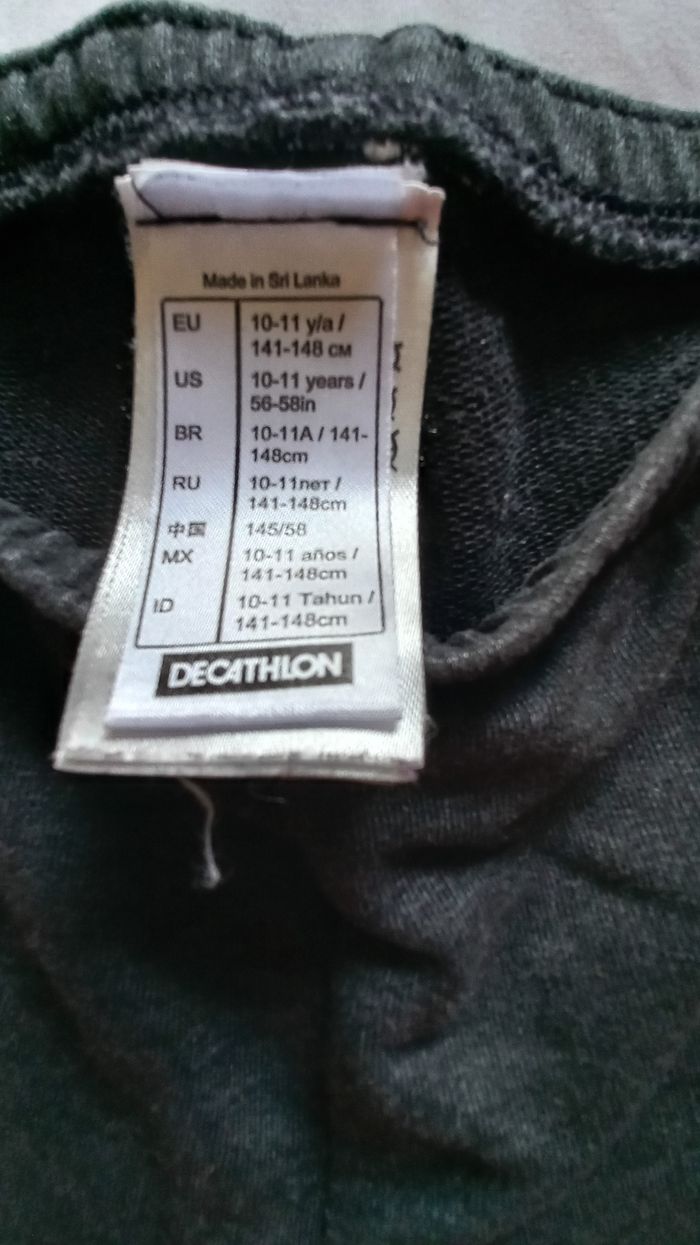 Made in Sri Lanka
EU 10-11 y/a /
141-148 CM
US 10-11 years /
56-58in
BR 10-11A / 141-
148cm
RU 10-11лет /
141-148cm
中国 145/58
MX 10-11 años /
141-148cm
ID 10-11 Tahun /
141-148cm
DECATHLON